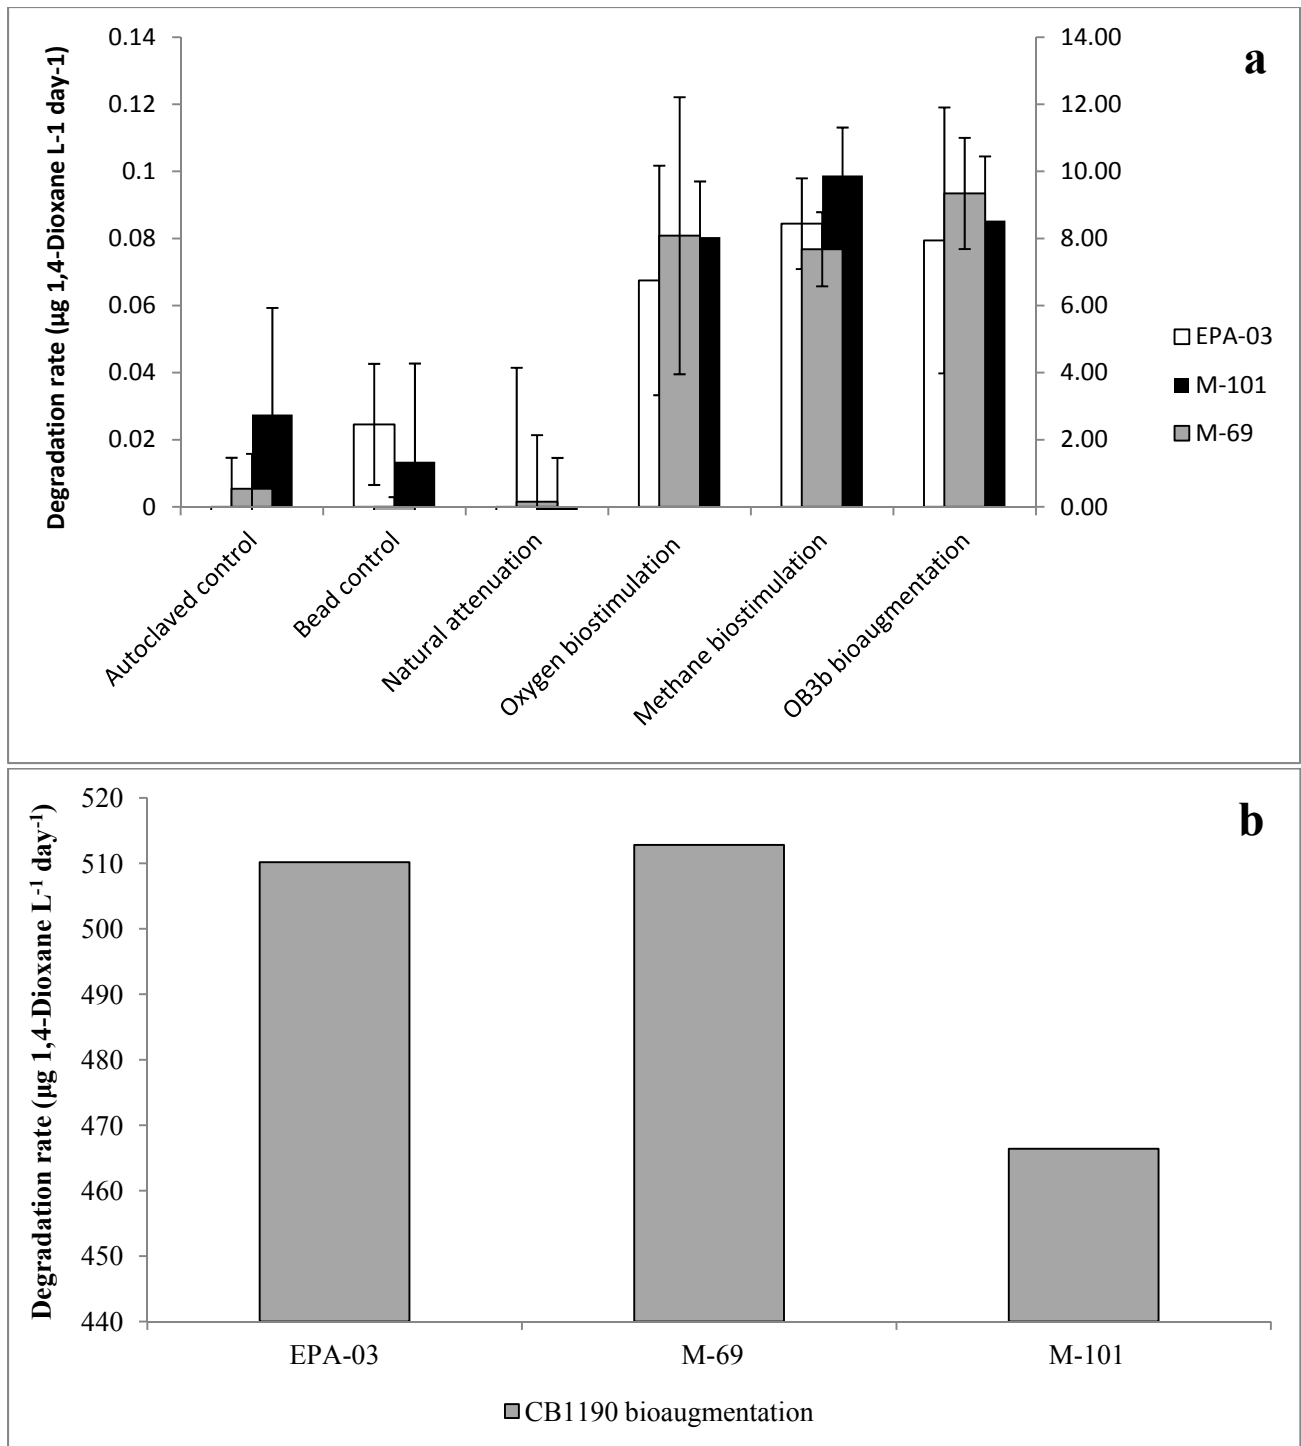 a
Degradation rate (µg 1,4-Dioxane L-1 day-1)
0.14
0.12
0.1
0.08
0.06
0.04
0.02
0
14.00
12.00
10.00
8.00
6.00
4.00
2.00
0.00
EPA-03
M-101
M-69
Autoclaved control
Bead control
Natural attenuation
Oxygen biostimulation
Methane biostimulation
OB3b bioaugmentation
b
Degradation rate (µg 1,4-Dioxane L⁻¹ day⁻¹)
520
510
500
490
480
470
460
450
440
EPA-03
M-69
M-101
CB1190 bioaugmentation